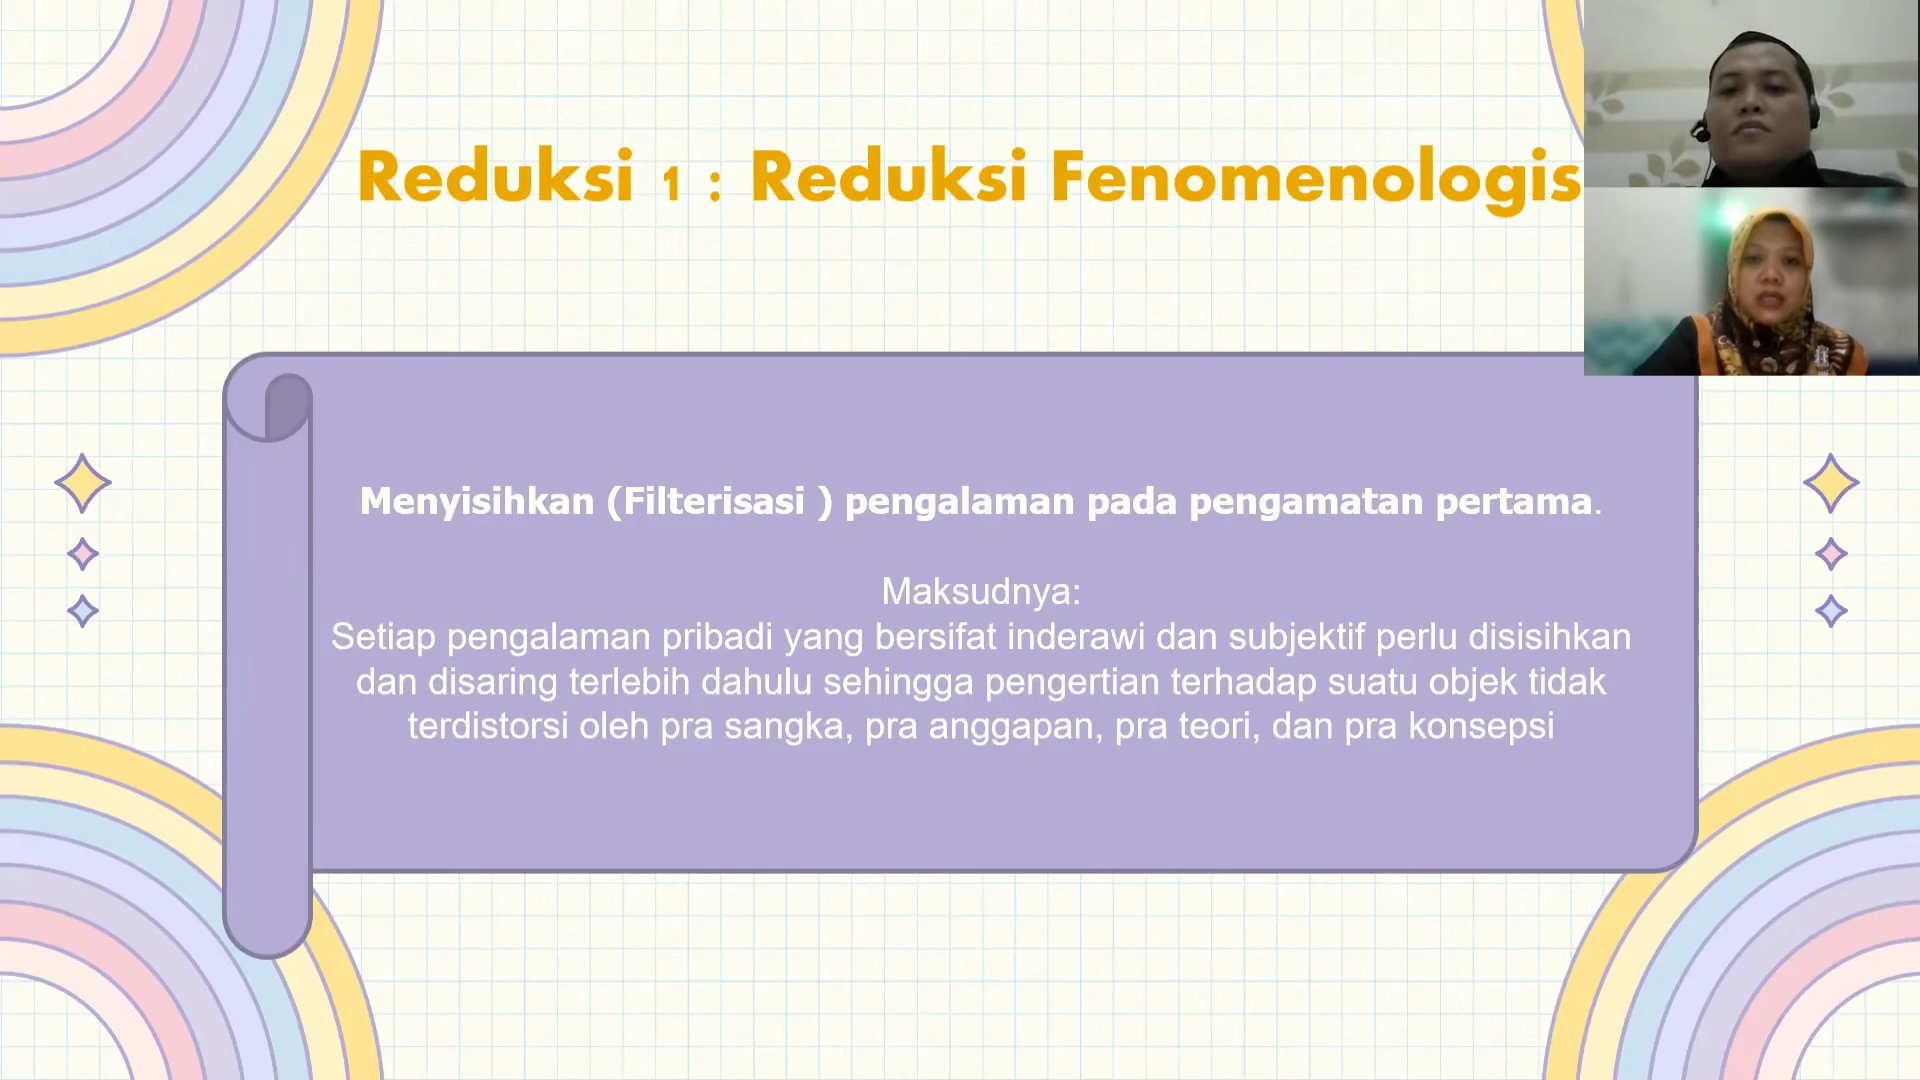 Reduksi 1 : Reduksi Fenomenologis
Menyisihkan (Filterisasi ) pengalaman pada pengamatan pertama.
Maksudnya:
Setiap pengalaman pribadi yang bersifat inderawi dan subjektif perlu disisihkan
dan disaring terlebih dahulu sehingga pengertian terhadap suatu objek tidak
terdistorsi oleh pra sangka, pra anggapan, pra teori, dan pra konsepsi